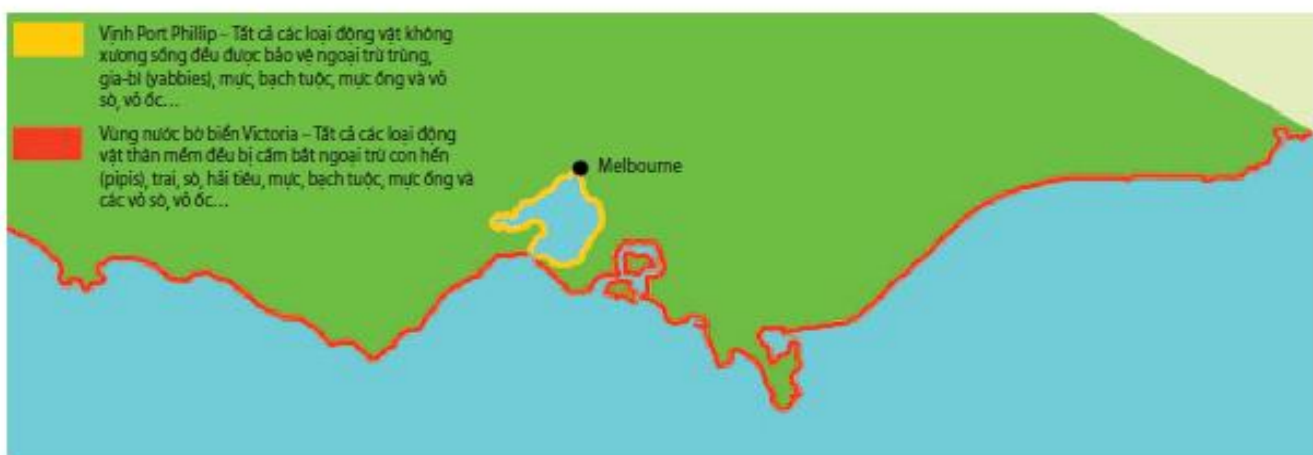 Vịnh Port Phillip – Tất cả các loại động vật không
xương sống đều được bảo vệ ngoại trừ trùng,
gia-bì (yabbies), mực, bạch tuộc, mực ống và vỏ
sò, vỏ ốc...
Vùng nước bờ biển Victoria – Tất cả các loại động
vật thân mềm đều bị cấm bắt ngoại trừ con hến
(pipis), trai, sò, hải tiêu, mực, bạch tuộc, mực ống và
các vỏ sò, vỏ ốc...
Melbourne